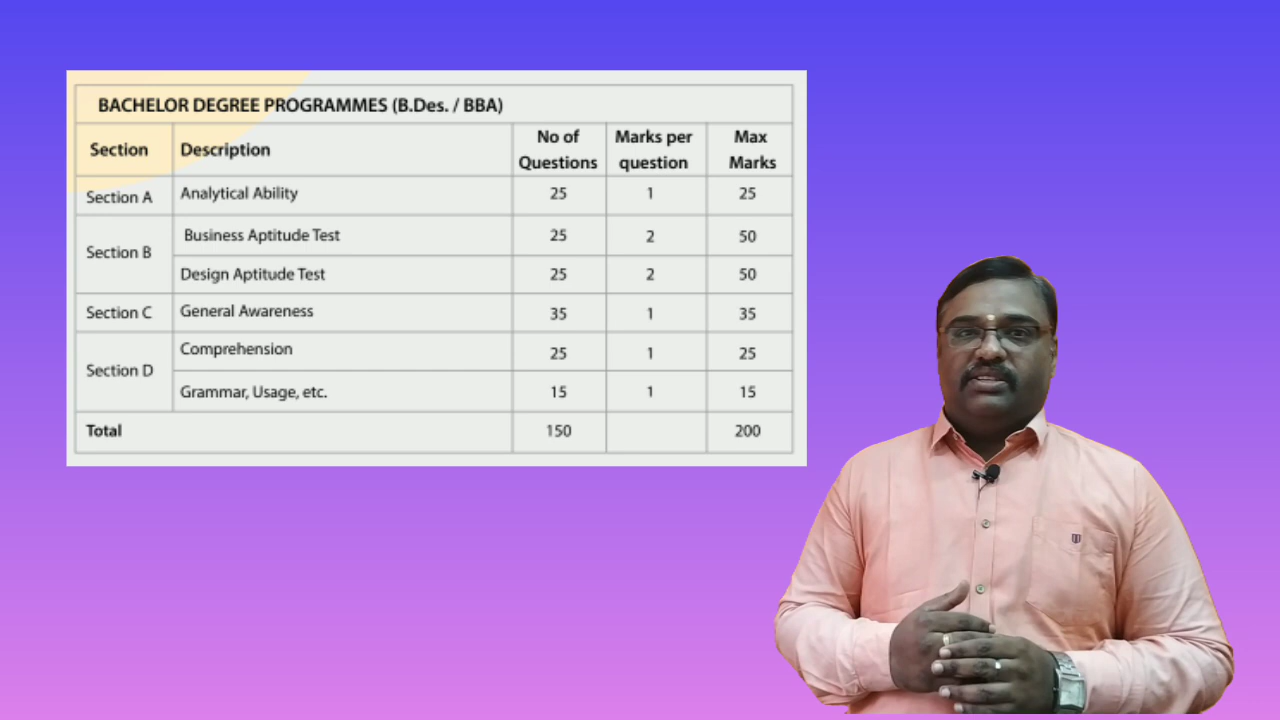 BACHELOR DEGREE PROGRAMMES (B.Des. / BBA)
Section Description No of Questions Marks per question Max Marks
Section A Analytical Ability 25 1 25
Section B Business Aptitude Test 25 2 50
Design Aptitude Test 25 2 50
Section C General Awareness 35 1 35
Section D Comprehension 25 1 25
Grammar, Usage, etc. 15 1 15
Total 150 200